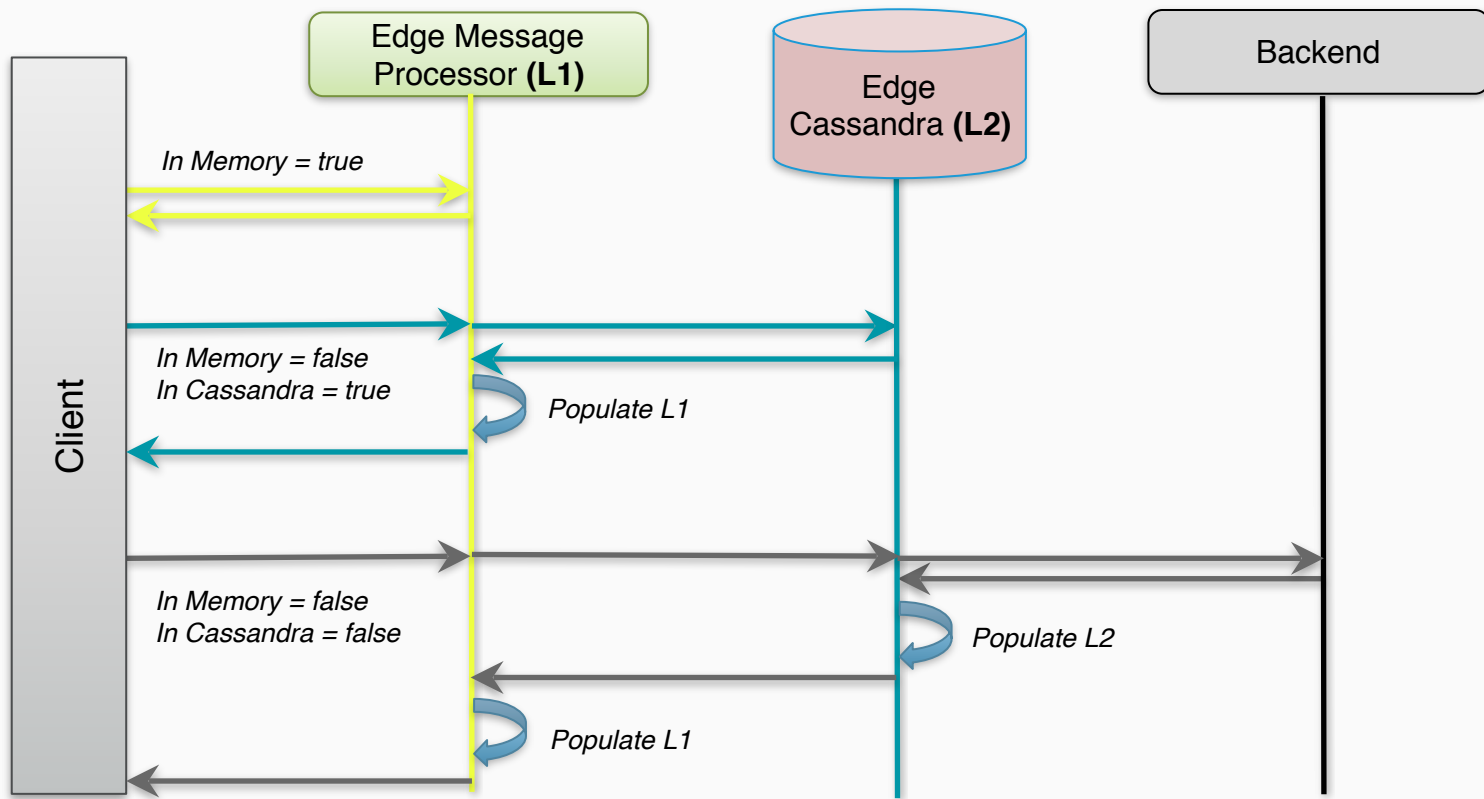 Edge Message
Processor (L1)
Edge
Cassandra (L2)
Backend
Client
In Memory = true
In Memory = false
In Cassandra = true
Populate L1
In Memory = false
In Cassandra = false
Populate L2
Populate L1